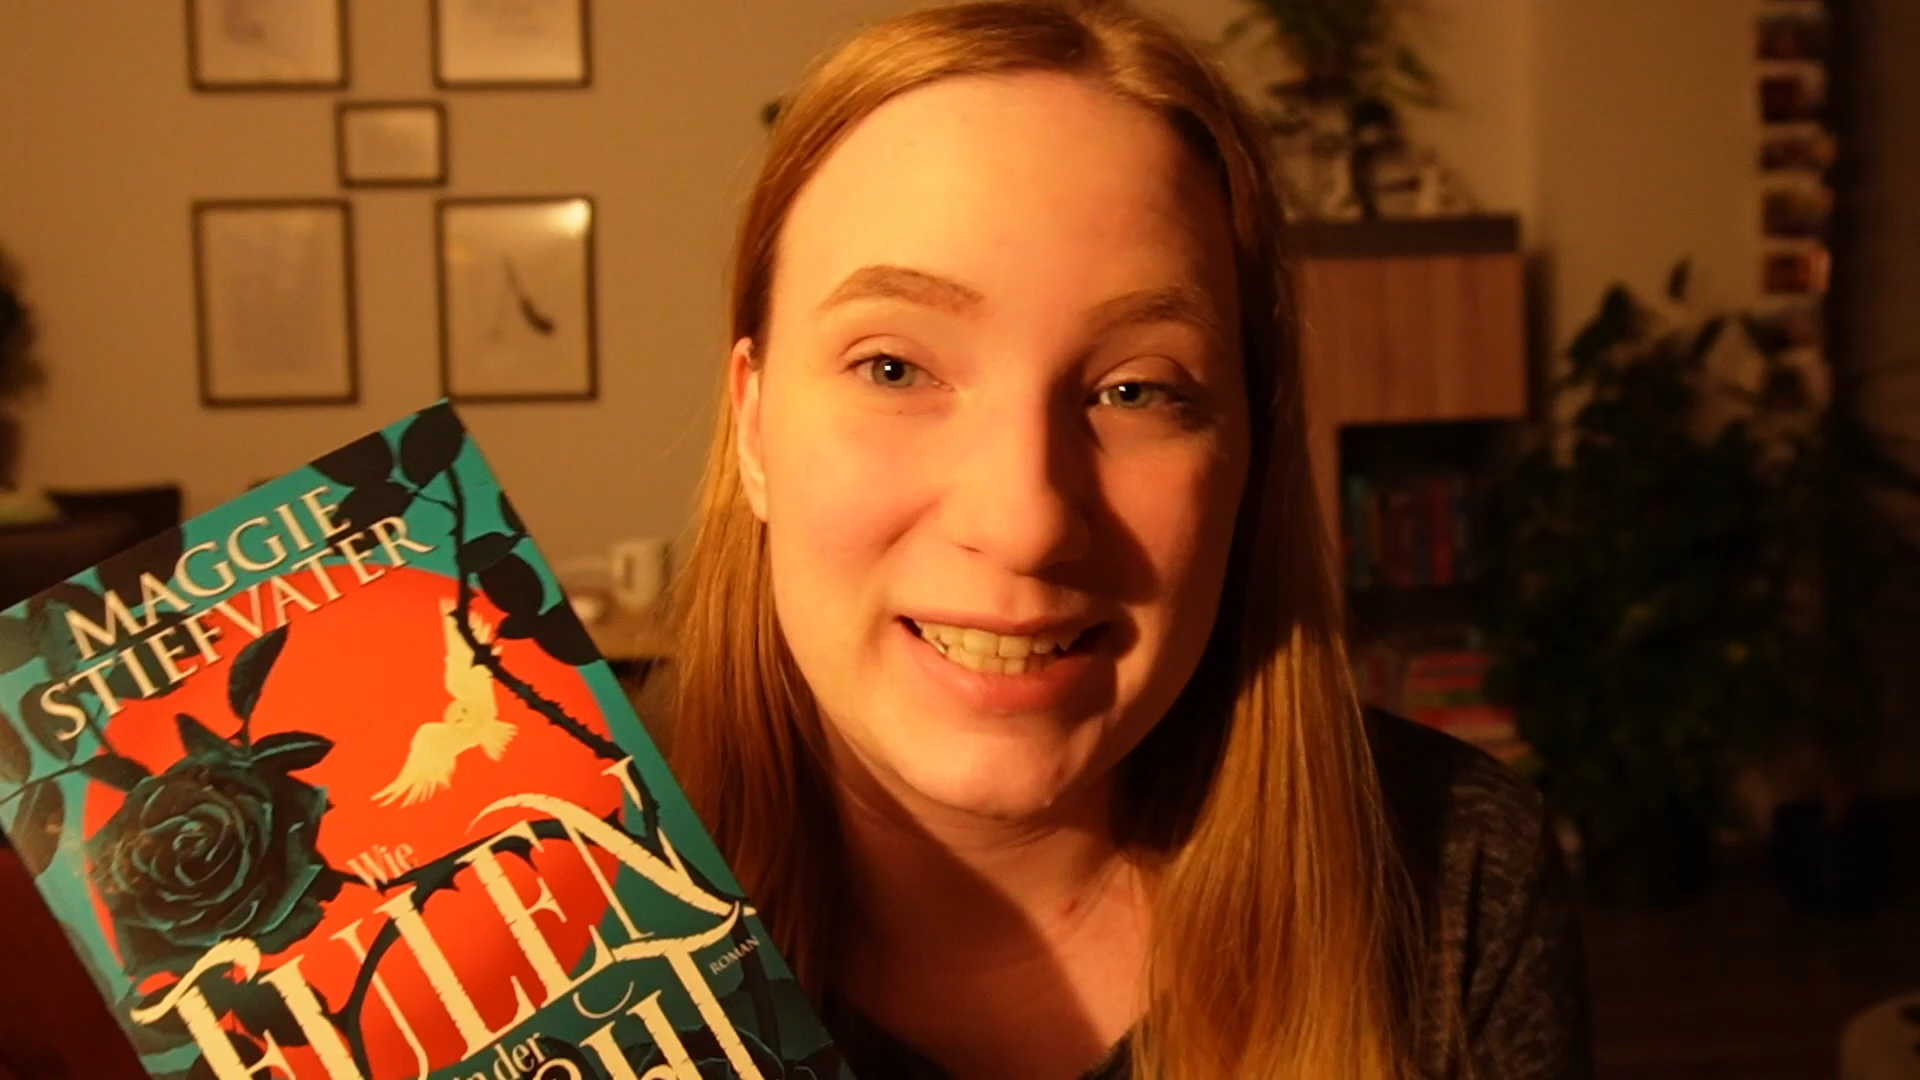 MAGGIE
STIEFVATER
Wie
EULEN
in der
ROMAN